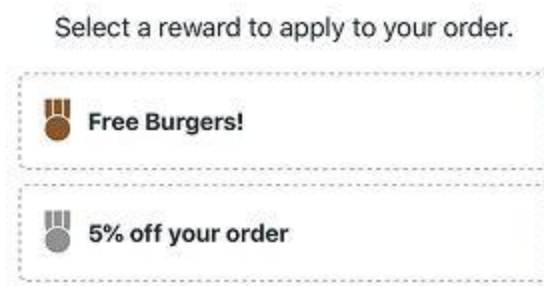 Select a reward to apply to your order.
Free Burgers!
5% off your order